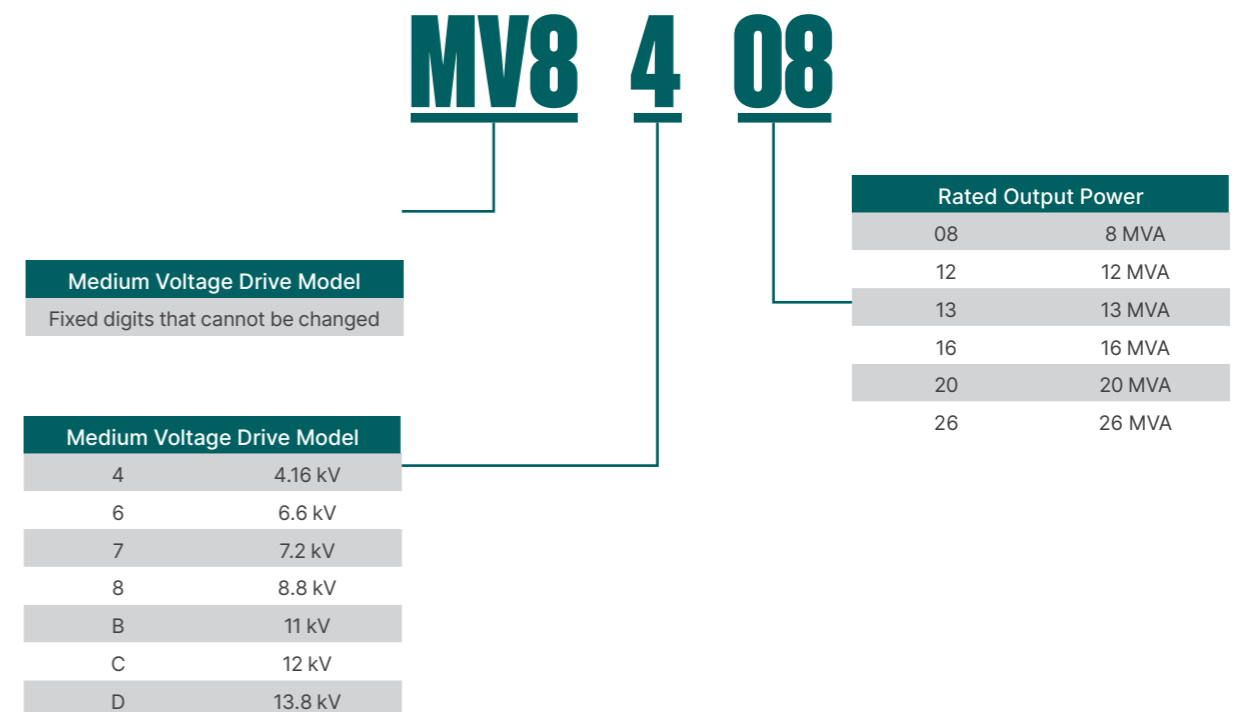 MV8 4 08
Rated Output Power
08 8 MVA
12 12 MVA
13 13 MVA
16 16 MVA
20 20 MVA
26 26 MVA
Medium Voltage Drive Model
Fixed digits that cannot be changed
Medium Voltage Drive Model
4 4.16 kV
6 6.6 kV
7 7.2 kV
8 8.8 kV
B 11 kV
C 12 kV
D 13.8 kV